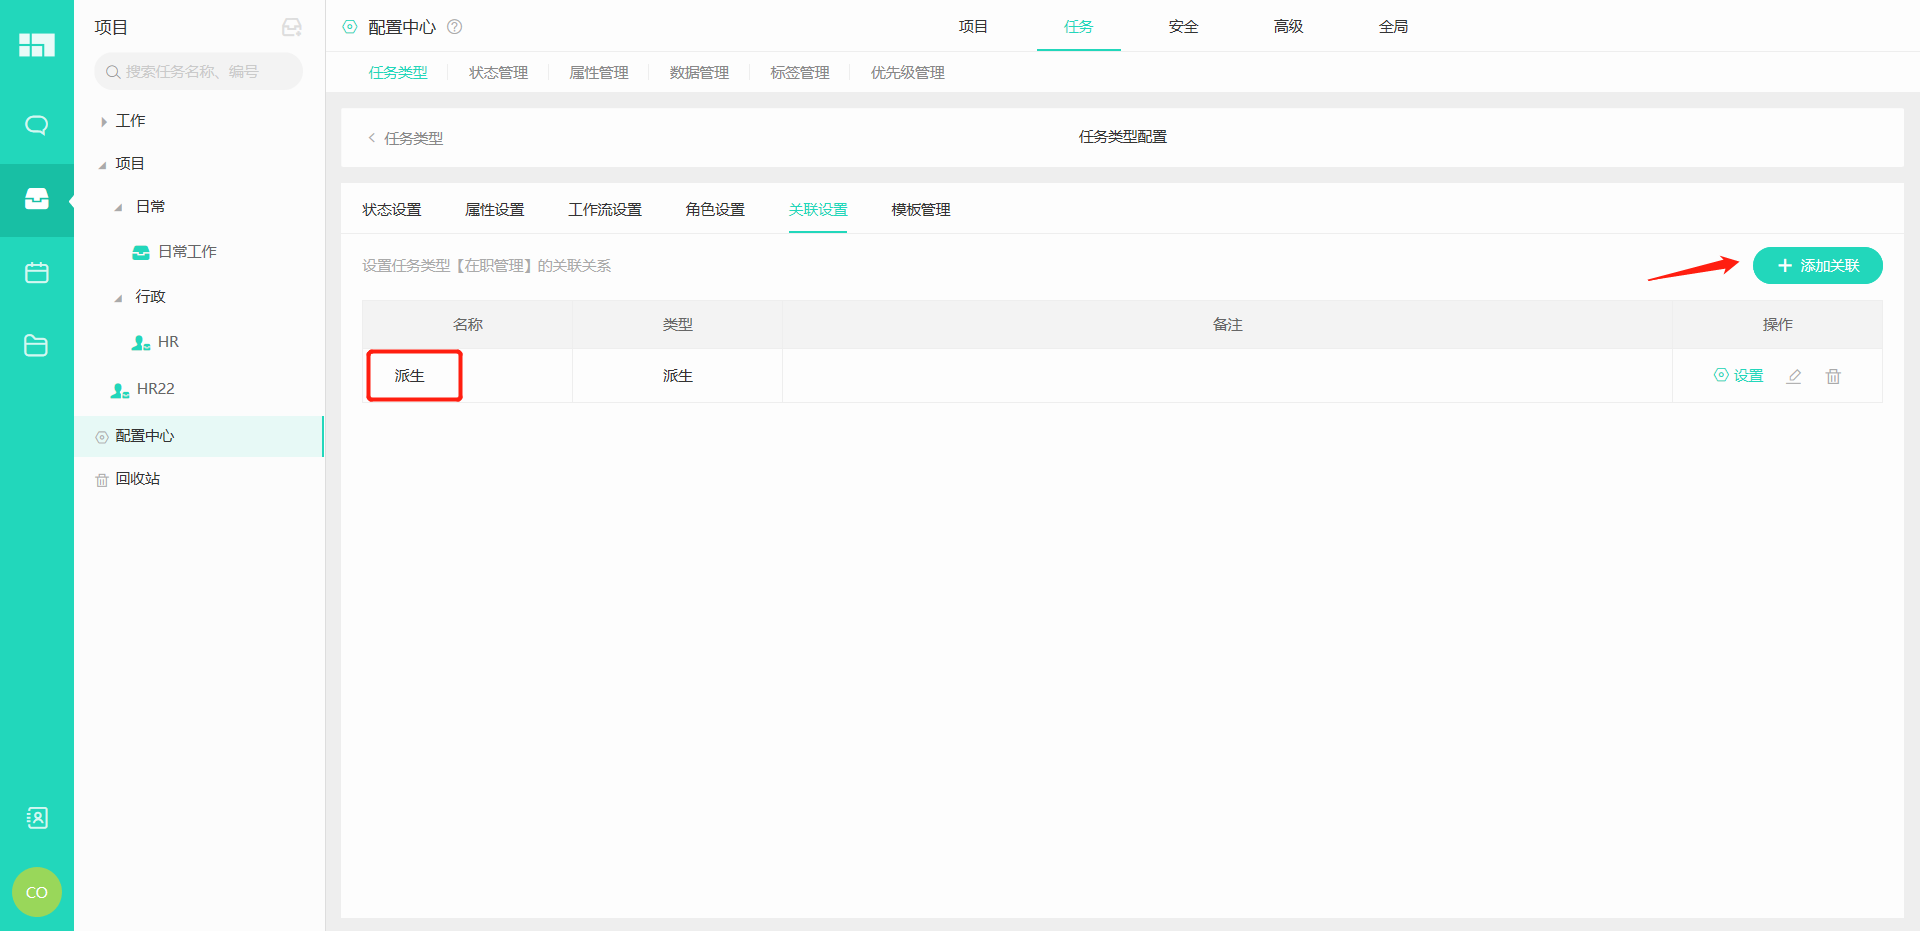 项目
搜索任务名称、编号
工作
项目
日常
日常工作
行政
HR
HR22
配置中心
回收站
CO
配置中心
项目 任务 安全 高级 全局
任务类型 状态管理 属性管理 数据管理 标签管理 优先级管理
任务类型
任务类型配置
状态设置 属性设置 工作流设置 角色设置 关联设置 模板管理
设置任务类型【在职管理】的关联关系
添加关联
名称 类型 备注 操作
派生 派生 设置